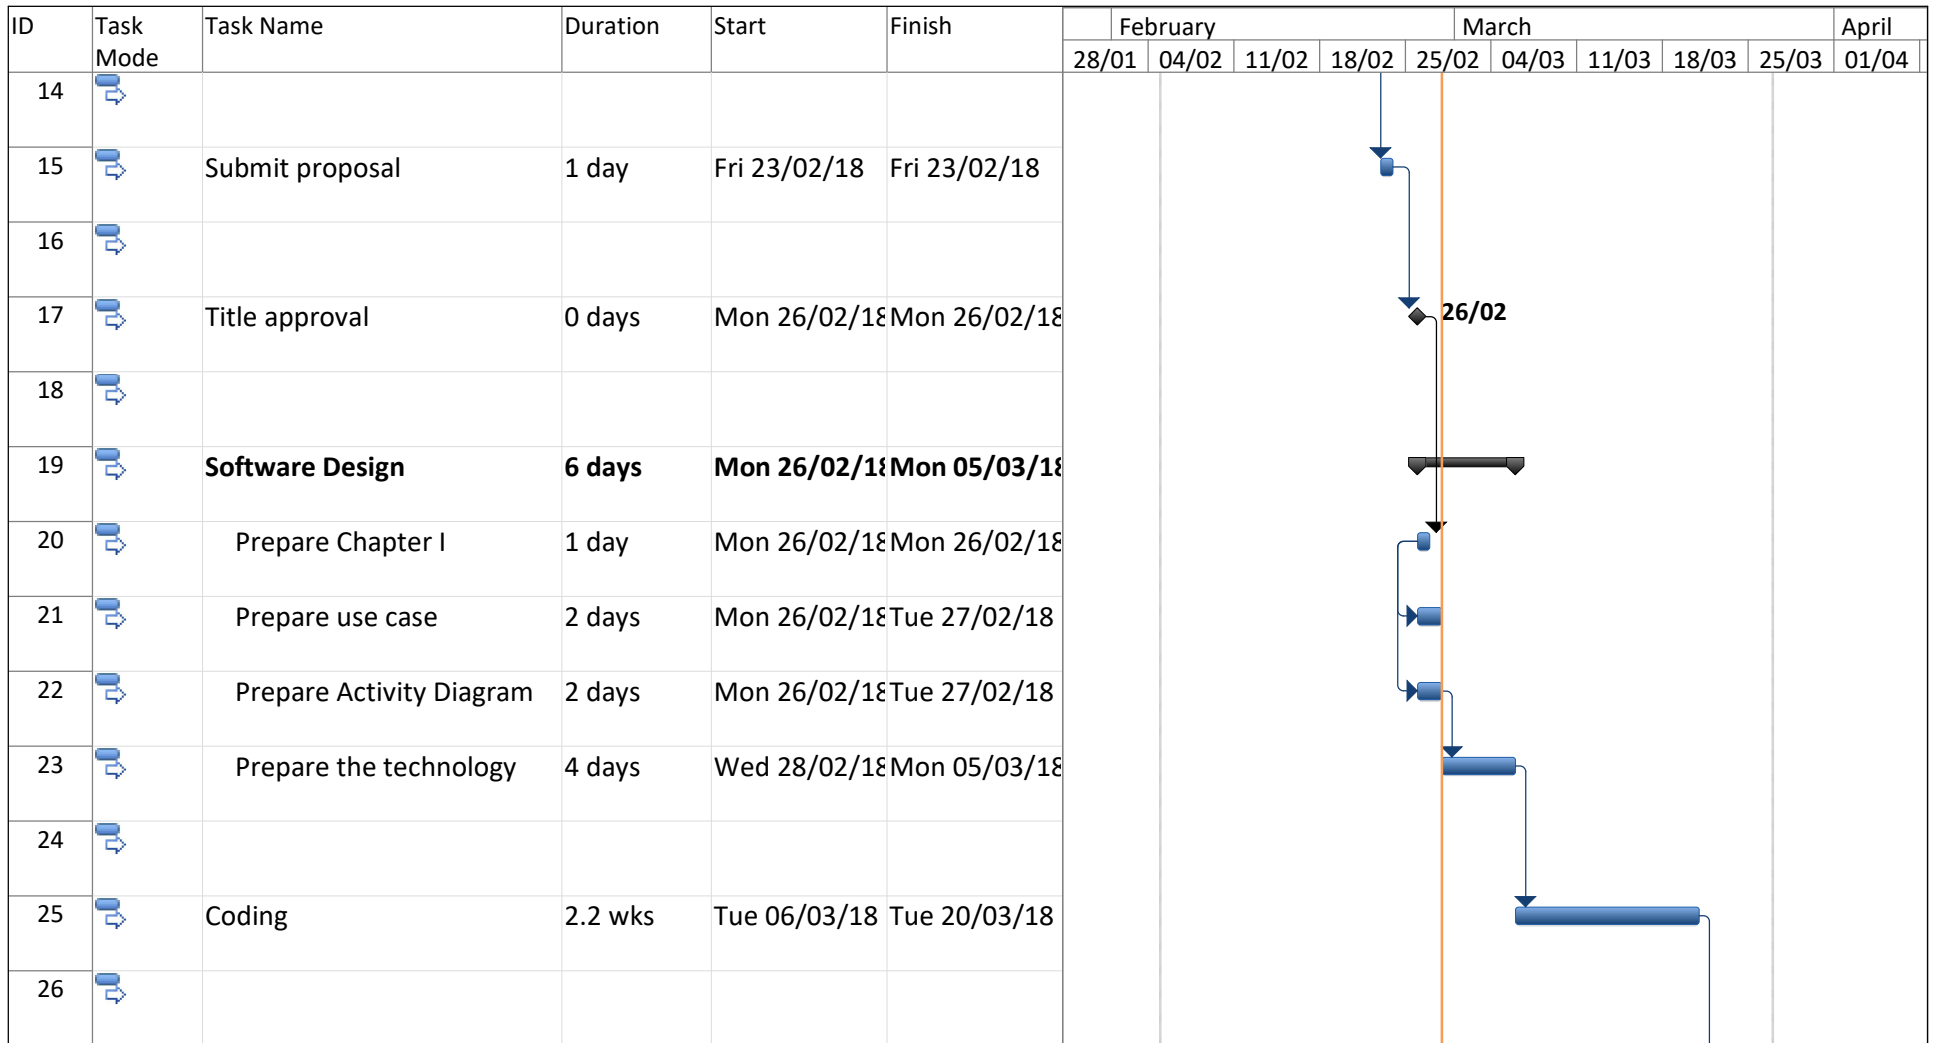 ID Task Mode Task Name Duration Start Finish February March April
28/01 04/02 11/02 18/02 25/02 04/03 11/03 18/03 25/03 01/04
14
15 Submit proposal 1 day Fri 23/02/18 Fri 23/02/18
16
17 Title approval 0 days Mon 26/02/18 Mon 26/02/18 26/02
18
19 Software Design 6 days Mon 26/02/18 Mon 05/03/18
20 Prepare Chapter I 1 day Mon 26/02/18 Mon 26/02/18
21 Prepare use case 2 days Mon 26/02/18 Tue 27/02/18
22 Prepare Activity Diagram 2 days Mon 26/02/18 Tue 27/02/18
23 Prepare the technology 4 days Wed 28/02/18 Mon 05/03/18
24
25 Coding 2.2 wks Tue 06/03/18 Tue 20/03/18
26